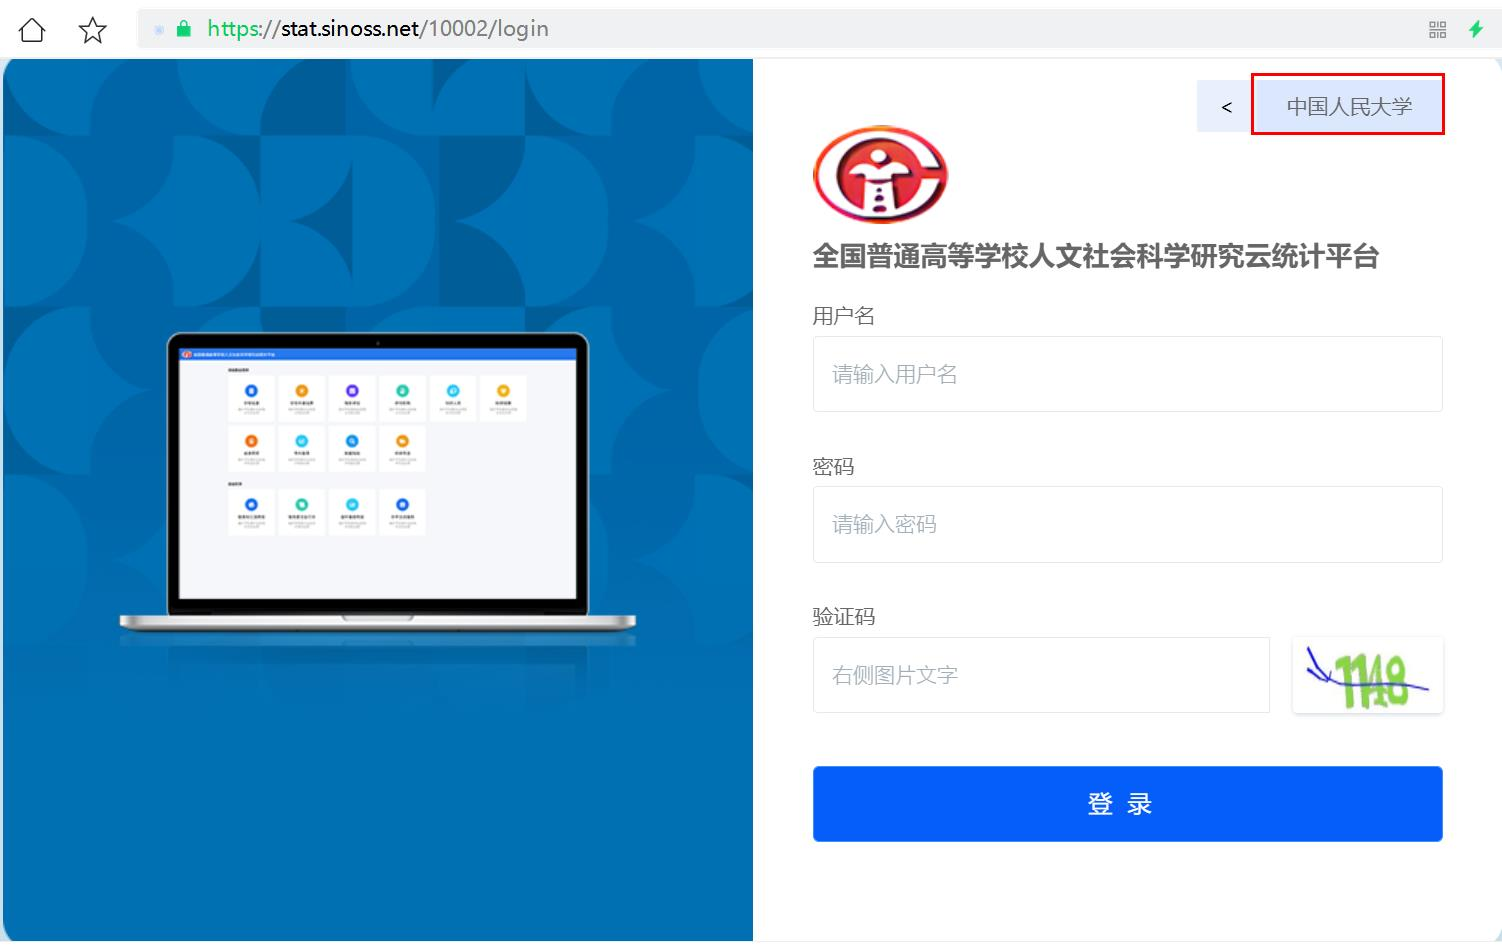 https://stat.sinoss.net/10002/login
< 中国人民大学
全国普通高等学校人文社会科学研究云统计平台
用户名
请输入用户名
密码
请输入密码
验证码
右侧图片文字
1148
登 录